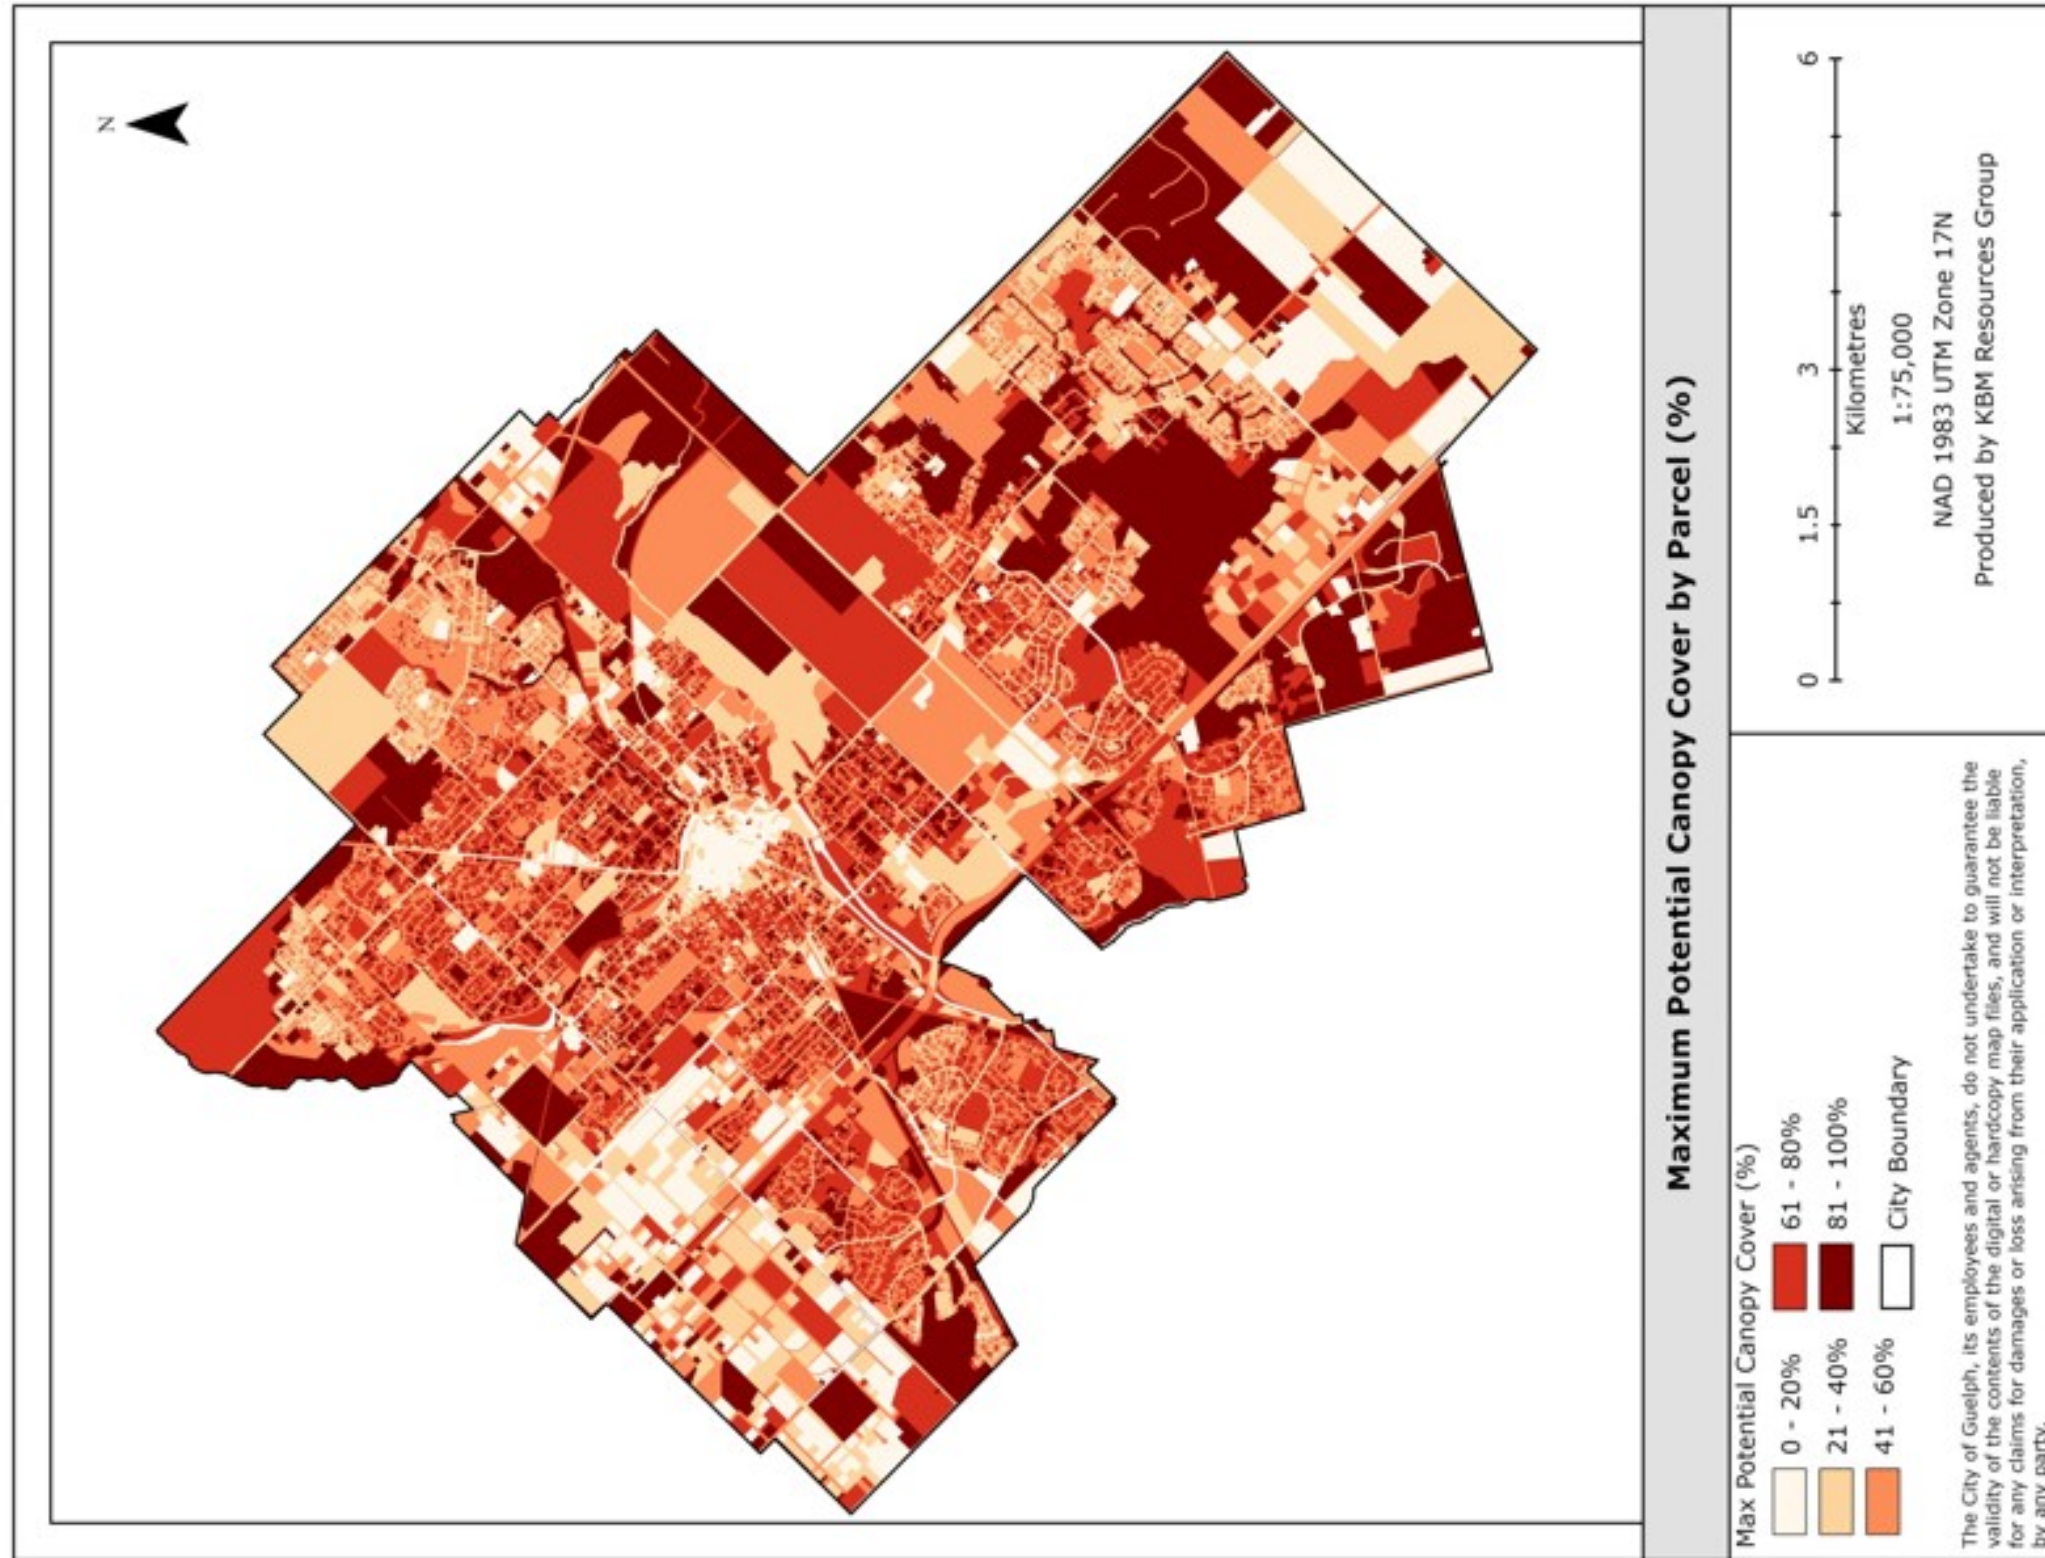 N
Maximum Potential Canopy Cover by Parcel (%)
Max Potential Canopy Cover (%)
0 - 20%
21 - 40%
41 - 60%
61 - 80%
81 - 100%
City Boundary
The City of Guelph, its employees and agents, do not undertake to guarantee the
validity of the contents of the digital or hardcopy map files, and will not be liable
for any claims for damages or loss arising from their application or interpretation,
by any party.
0 1.5 3 6
Kilometres
1:75,000
NAD 1983 UTM Zone 17N
Produced by KBM Resources Group